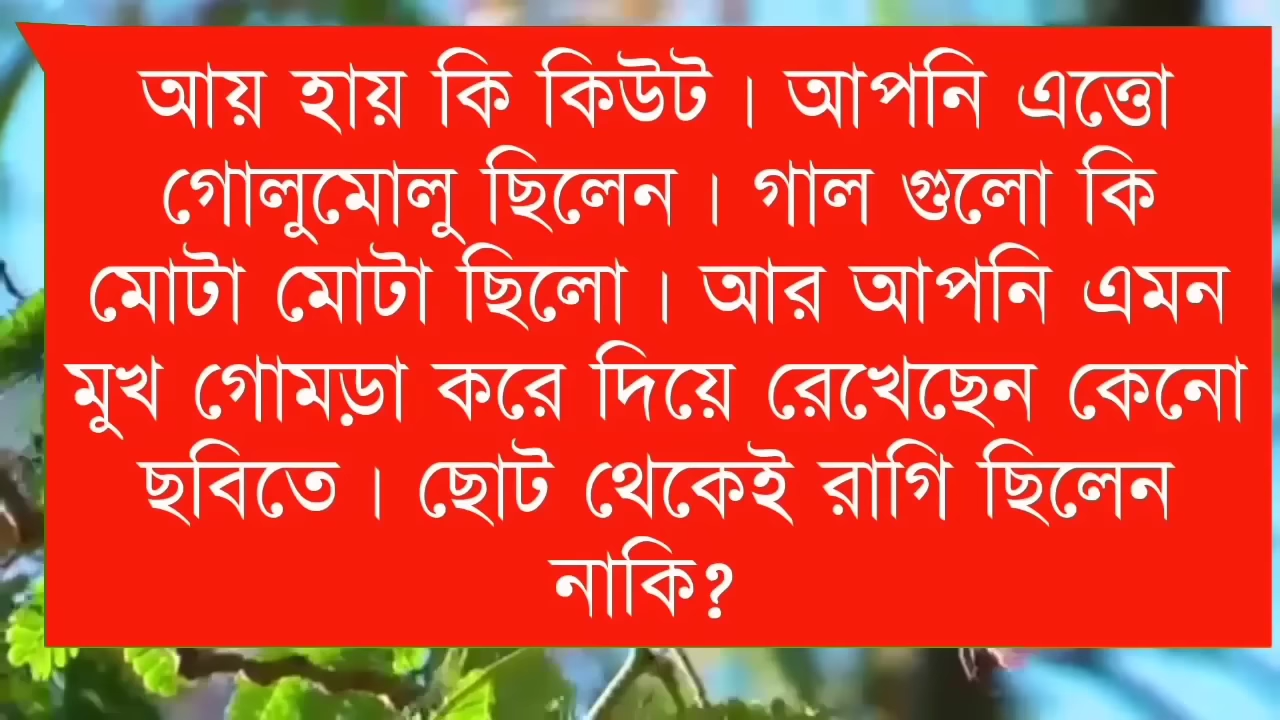 আয় হায় কি কিউট। আপনি এত্তো
গোলুমোলু ছিলেন। গাল গুলো কি
মোটা মোটা ছিলো। আর আপনি এমন
মুখ গোমড়া করে দিয়ে রেখেছেন কেনো
ছবিতে। ছোট থেকেই রাগি ছিলেন
নাকি?